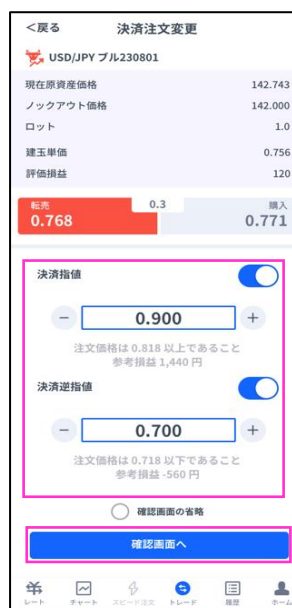 <戻る 決済注文変更
USD/JPY ブル230801
現在原資産価格 142.743
ノックアウト価格 142.000
ロット 1.0
建玉単価 0.756
評価損益 120
転売 0.3 購入
0.768 0.771
決済指値
− 0.900 +
注文価格は 0.818 以上であること
参考損益 1,440 円
決済逆指値
− 0.700 +
注文価格は 0.718 以下であること
参考損益 -560 円
確認画面の省略
確認画面へ
レート チャート スピード注文 トレード 履歴 ホーム